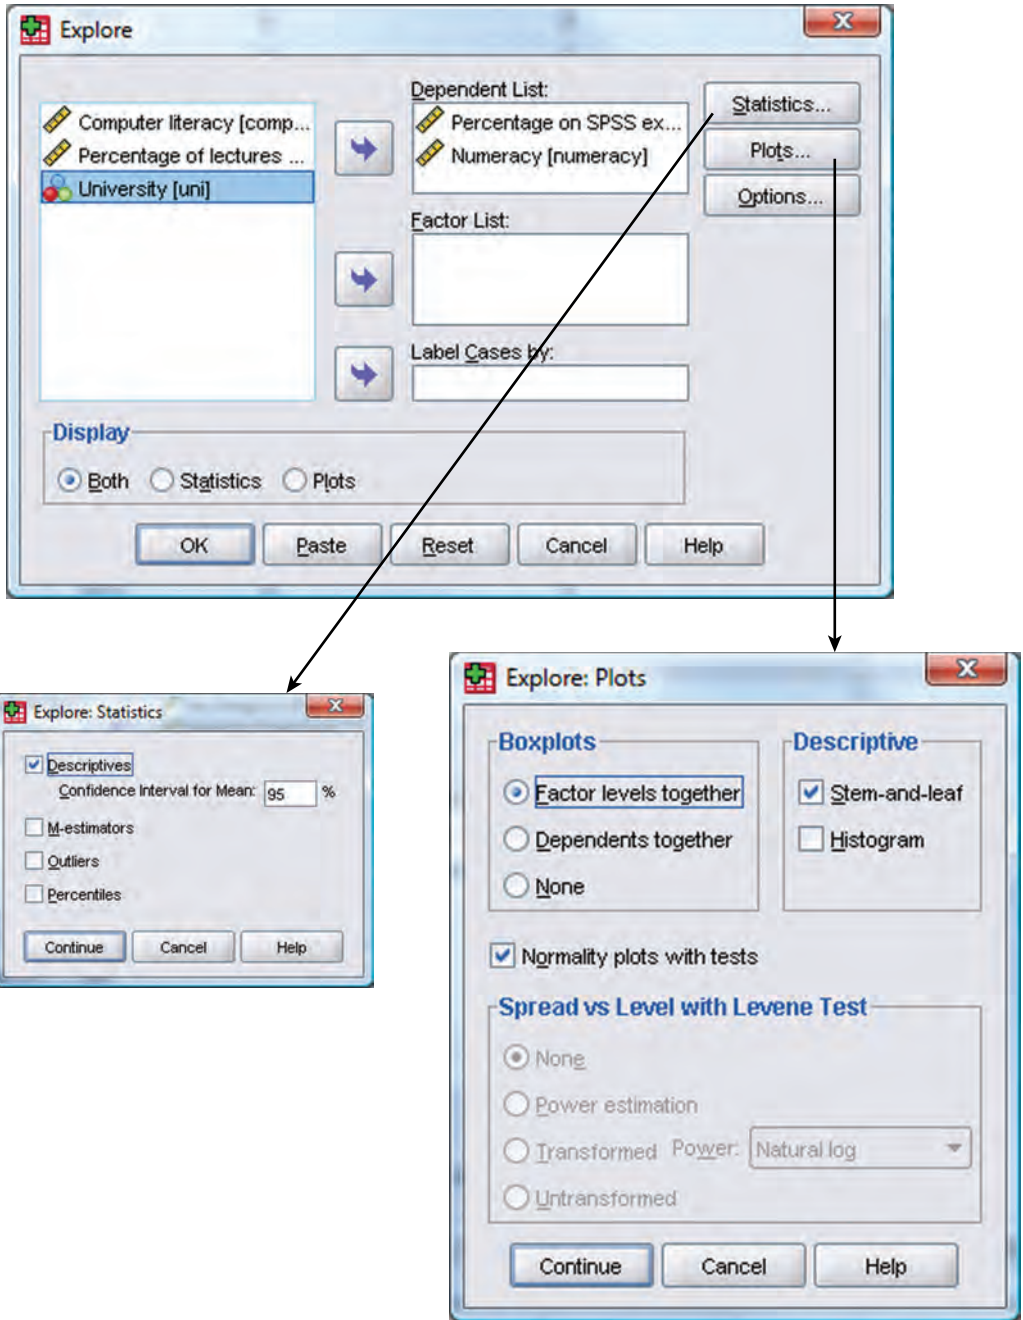 Explore
Dependent List:
Computer literacy [comp...
Percentage of lectures ...
University [uni]
Percentage on SPSS ex...
Numeracy [numeracy]
Statistics...
Plots...
Options...
Factor List:
Label Cases by:
Display
Both Statistics Plots
OK Paste Reset Cancel Help
Explore: Statistics
Descriptives
Confidence Interval for Mean: 95 %
M-estimators
Outliers
Percentiles
Continue Cancel Help
Explore: Plots
Boxplots
Factor levels together
Dependents together
None
Descriptive
Stem-and-leaf
Histogram
Normality plots with tests
Spread vs Level with Levene Test
None
Power estimation
Transformed Power: Natural log
Untransformed
Continue Cancel Help